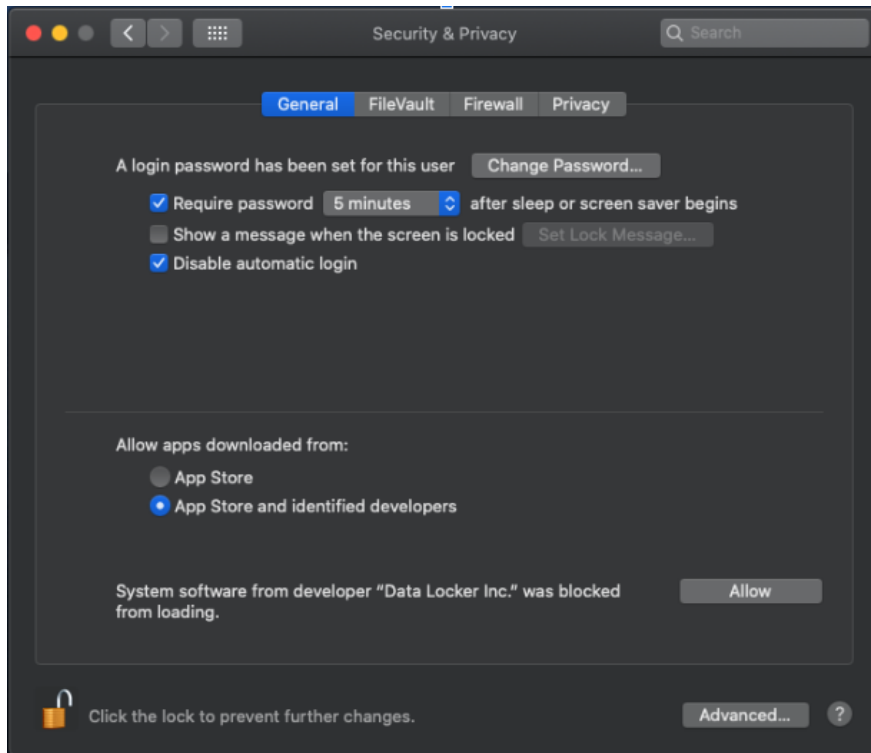 Security & Privacy
Search
General FileVault Firewall Privacy
A login password has been set for this user Change Password...
Require password 5 minutes after sleep or screen saver begins
Show a message when the screen is locked Set Lock Message...
Disable automatic login
Allow apps downloaded from:
App Store
App Store and identified developers
System software from developer “Data Locker Inc.” was blocked
from loading.
Allow
Click the lock to prevent further changes.
Advanced... ?